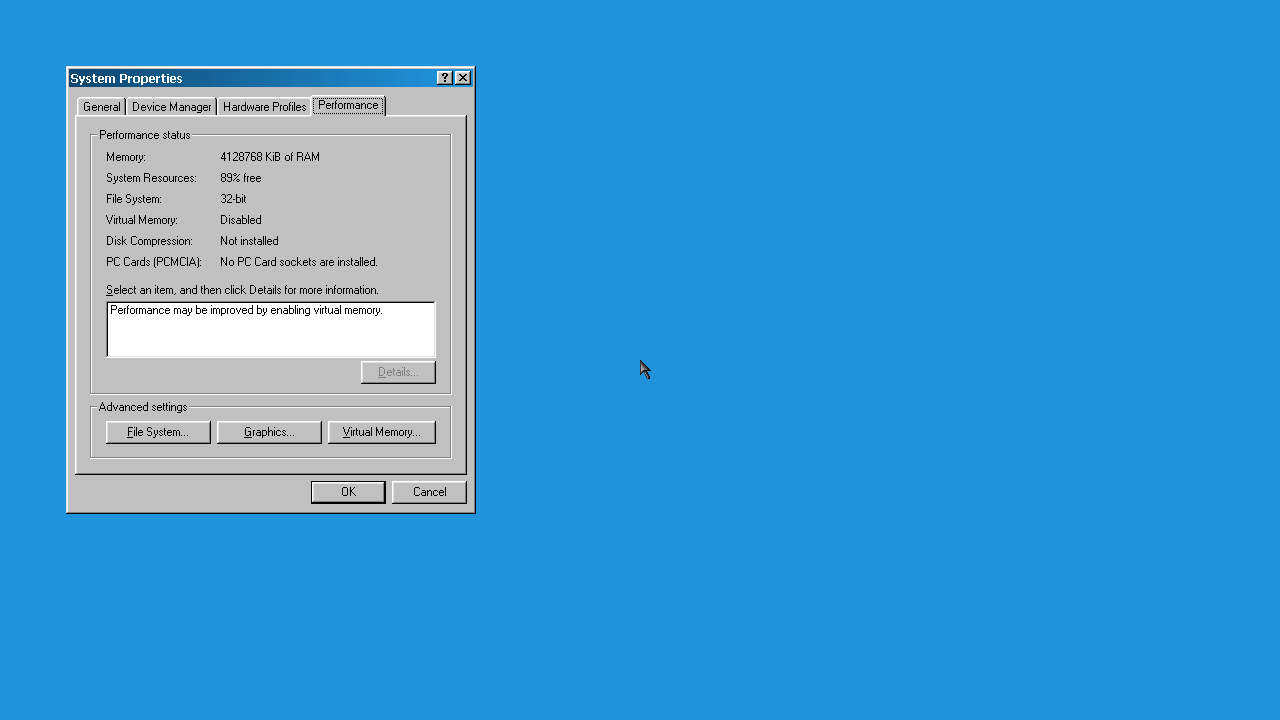 System Properties
General Device Manager Hardware Profiles Performance
Performance status
Memory: 4128768 KiB of RAM
System Resources: 89% free
File System: 32-bit
Virtual Memory: Disabled
Disk Compression: Not installed
PC Cards (PCMCIA): No PC Card sockets are installed.
Select an item, and then click Details for more information.
Performance may be improved by enabling virtual memory.
Details...
Advanced settings
File System... Graphics... Virtual Memory...
OK Cancel